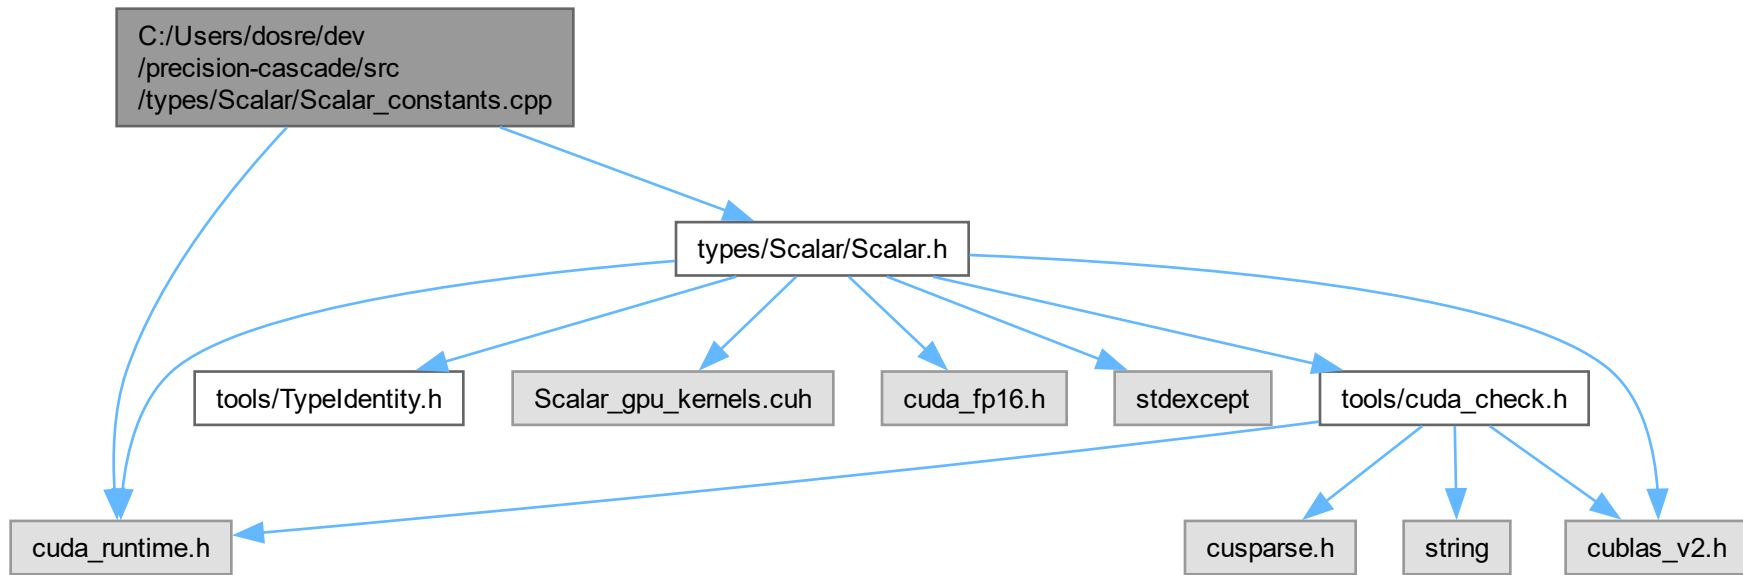 C:/Users/dosre/dev
/precision-cascade/src
/types/Scalar/Scalar_constants.cpp
types/Scalar/Scalar.h
tools/TypeIdentity.h
Scalar_gpu_kernels.cuh
cuda_fp16.h
stdexcept
tools/cuda_check.h
cuda_runtime.h
cusparse.h
string
cublas_v2.h